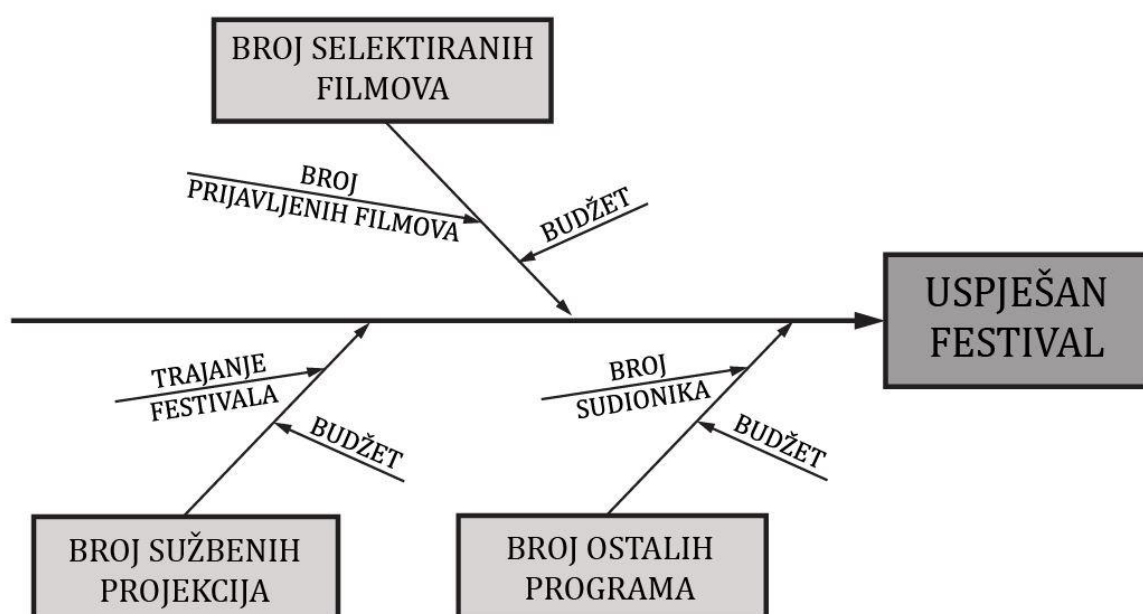 BROJ SELEKTIRANIH
FILMOVA
BROJ
PRIJAVLJENIH FILMOVA
BUDŽET
USPJEŠAN
FESTIVAL
TRAJANJE
FESTIVALA
BUDŽET
BROJ
SUDIONIKA
BUDŽET
BROJ SUŽBENIH
PROJEKCIJA
BROJ OSTALIH
PROGRAMA